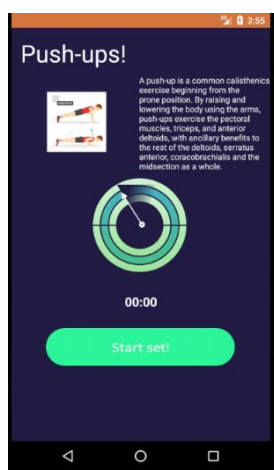 3:55
Push-ups!
A push-up is a common calisthenics
exercise beginning from the
prone position. By raising and
lowering the body using the arms,
push-ups exercise the pectoral
muscles, triceps, and anterior
deltoids, with ancillary benefits to
the rest of the deltoids, serratus
anterior, coracobrachialis and the
midsection as a whole.
00:00
Start set!